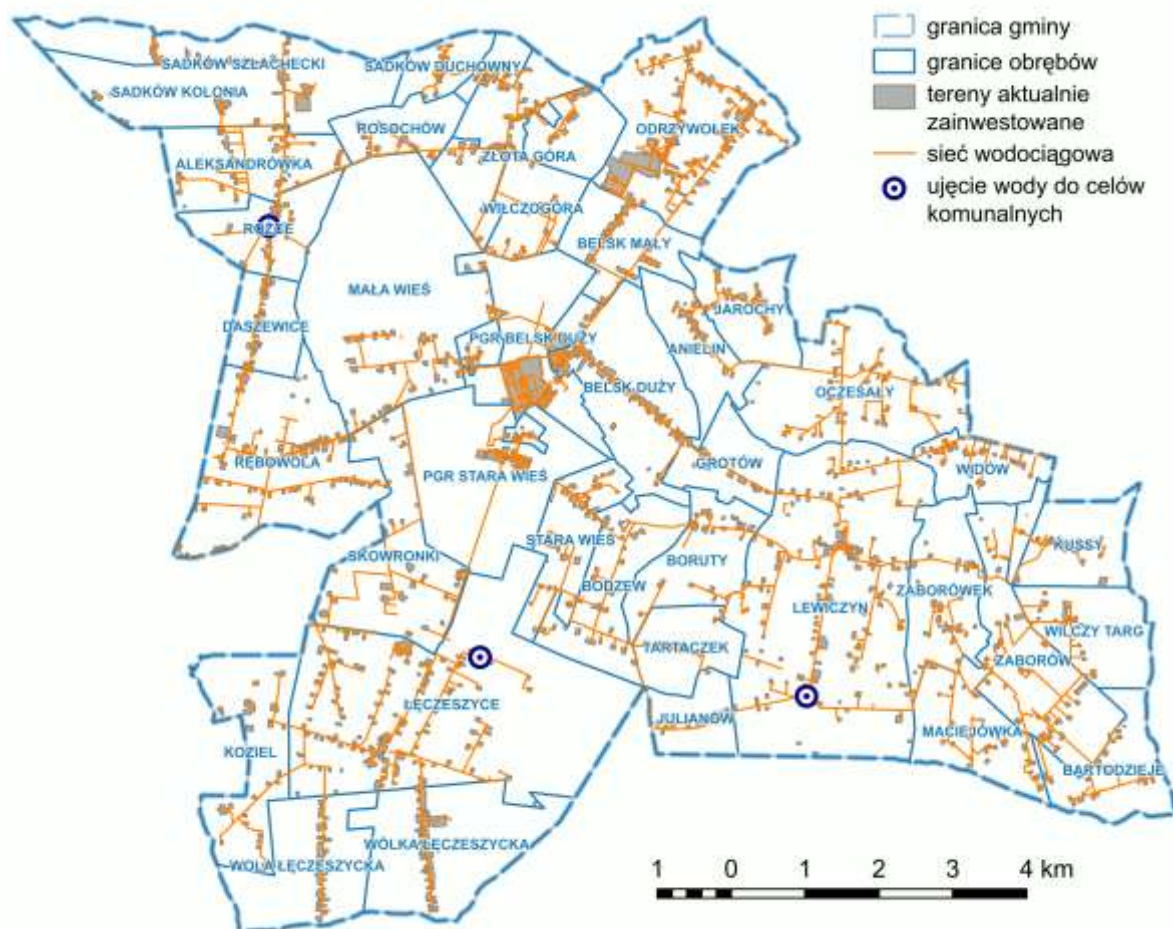 granica gminy
granice obrębów
tereny aktualnie
zainwestowane
sieć wodociągowa
ujęcie wody do celów
komunalnych
SADKÓW SZLACHECKI
SADKÓW DUCHOWNY
SADKÓW KOLONIA
ROSOCHÓW
ODRZYWOŁEK
ALEKSANDRÓWKA
ZŁOTA GÓRA
WILCZOGÓRA
ROŻCE
BELSK MAŁY
MAŁA WIEŚ
JAROCHY
DASZEWICE
PGR BELSK DUŻY
ANIELIN
BELSK DUŻY
OCZESAŁY
RĘBOWOLA
GROTÓW
WIDÓW
PGR STARA WIEŚ
STARA WIEŚ
KUSSY
SKOWRONKI
BODZEW
BORUTY
LEWICZYN
ZABORÓWEK
WILCZY TARG
TARTACZEK
ZABORÓW
ŁĘCZESZYCE
JULIANÓW
MACIEJÓWKA
KOZIEL
BARTODZIEJE
WOLA ŁĘCZESZYCKA
WÓLKA ŁĘCZESZYCKA
1 0 1 2 3 4 km